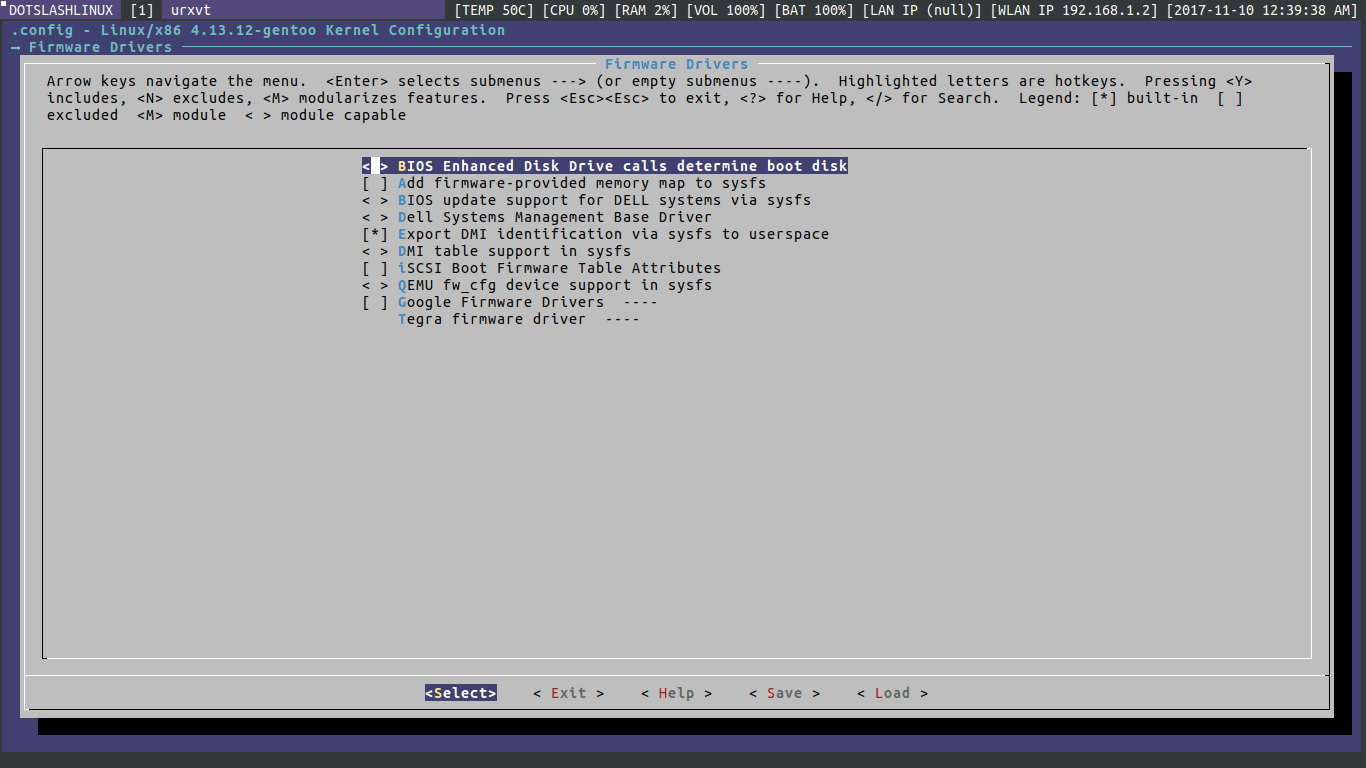 DOTSLASHLINUX [1] urxvt [TEMP 50C] [CPU 0%] [RAM 2%] [VOL 100%] [BAT 100%] [LAN IP (null)] [WLAN IP 192.168.1.2] [2017-11-10 12:39:38 AM]
.config - Linux/x86 4.13.12-gentoo Kernel Configuration
→ Firmware Drivers
Firmware Drivers
Arrow keys navigate the menu.  <Enter> selects submenus ---> (or empty submenus ----).  Highlighted letters are hotkeys.  Pressing <Y>
includes, <N> excludes, <M> modularizes features.  Press <Esc><Esc> to exit, <?> for Help, </> for Search.  Legend: [*] built-in  [ ]
excluded  <M> module  < > module capable
< > BIOS Enhanced Disk Drive calls determine boot disk
[ ] Add firmware-provided memory map to sysfs
< > BIOS update support for DELL systems via sysfs
< > Dell Systems Management Base Driver
[*] Export DMI identification via sysfs to userspace
< > DMI table support in sysfs
[ ] iSCSI Boot Firmware Table Attributes
< > QEMU fw_cfg device support in sysfs
[ ] Google Firmware Drivers  ----
Tegra firmware driver  ----
<Select>    < Exit >    < Help >    < Save >    < Load >